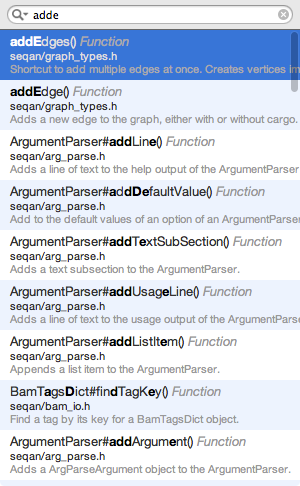 adde
addEdges() Function
seqan/graph_types.h
Shortcut to add multiple edges at once. Creates vertices im
addEdge() Function
seqan/graph_types.h
Adds a new edge to the graph, either with or without cargo.
ArgumentParser#addLine() Function
seqan/arg_parse.h
Adds a line of text to the help output of the ArgumentParser
ArgumentParser#addDefaultValue() Function
seqan/arg_parse.h
Add to the default values of an option of an ArgumentParser
ArgumentParser#addTextSubSection() Function
seqan/arg_parse.h
Adds a text subsection to the ArgumentParser.
ArgumentParser#addUsageLine() Function
seqan/arg_parse.h
Adds a line of text to the usage output of the ArgumentParse
ArgumentParser#addListItem() Function
seqan/arg_parse.h
Appends a list item to the ArgumentParser.
BamTagsDict#findTagKey() Function
seqan/bam_io.h
Find a tag by its key for a BamTagsDict object.
ArgumentParser#addArgument() Function
seqan/arg_parse.h
Adds a ArgParseArgument object to the ArgumentParser.